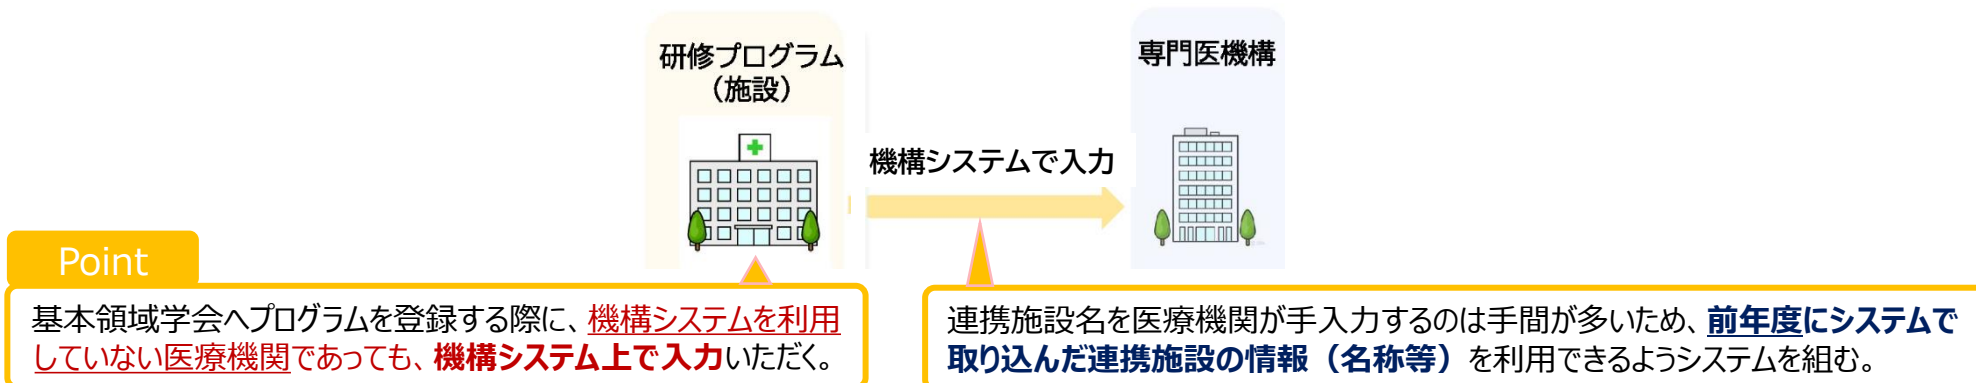 研修プログラム
（施設）
専門医機構
機構システムで入力
Point
基本領域学会へプログラムを登録する際に、機構システムを利用
していない医療機関であっても、機構システム上で入力いただく。
連携施設名を医療機関が手入力するのは手間が多いため、前年度にシステムで
取り込んだ連携施設の情報（名称等）を利用できるようシステムを組む。